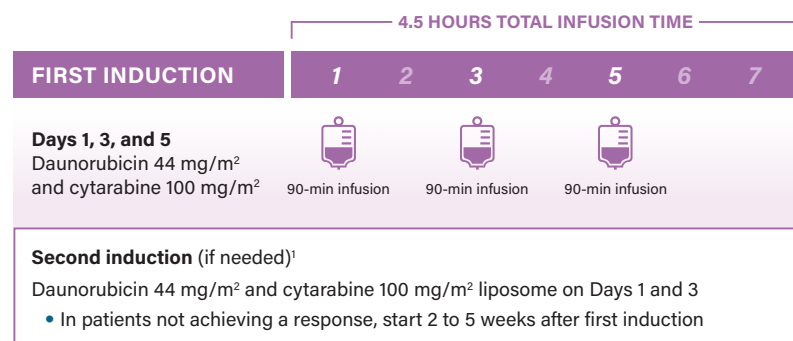 4.5 HOURS TOTAL INFUSION TIME
FIRST INDUCTION 1 2 3 4 5 6 7
Days 1, 3, and 5
Daunorubicin 44 mg/m²
and cytarabine 100 mg/m²
90-min infusion 90-min infusion 90-min infusion
Second induction (if needed)¹
Daunorubicin 44 mg/m² and cytarabine 100 mg/m² liposome on Days 1 and 3
• In patients not achieving a response, start 2 to 5 weeks after first induction